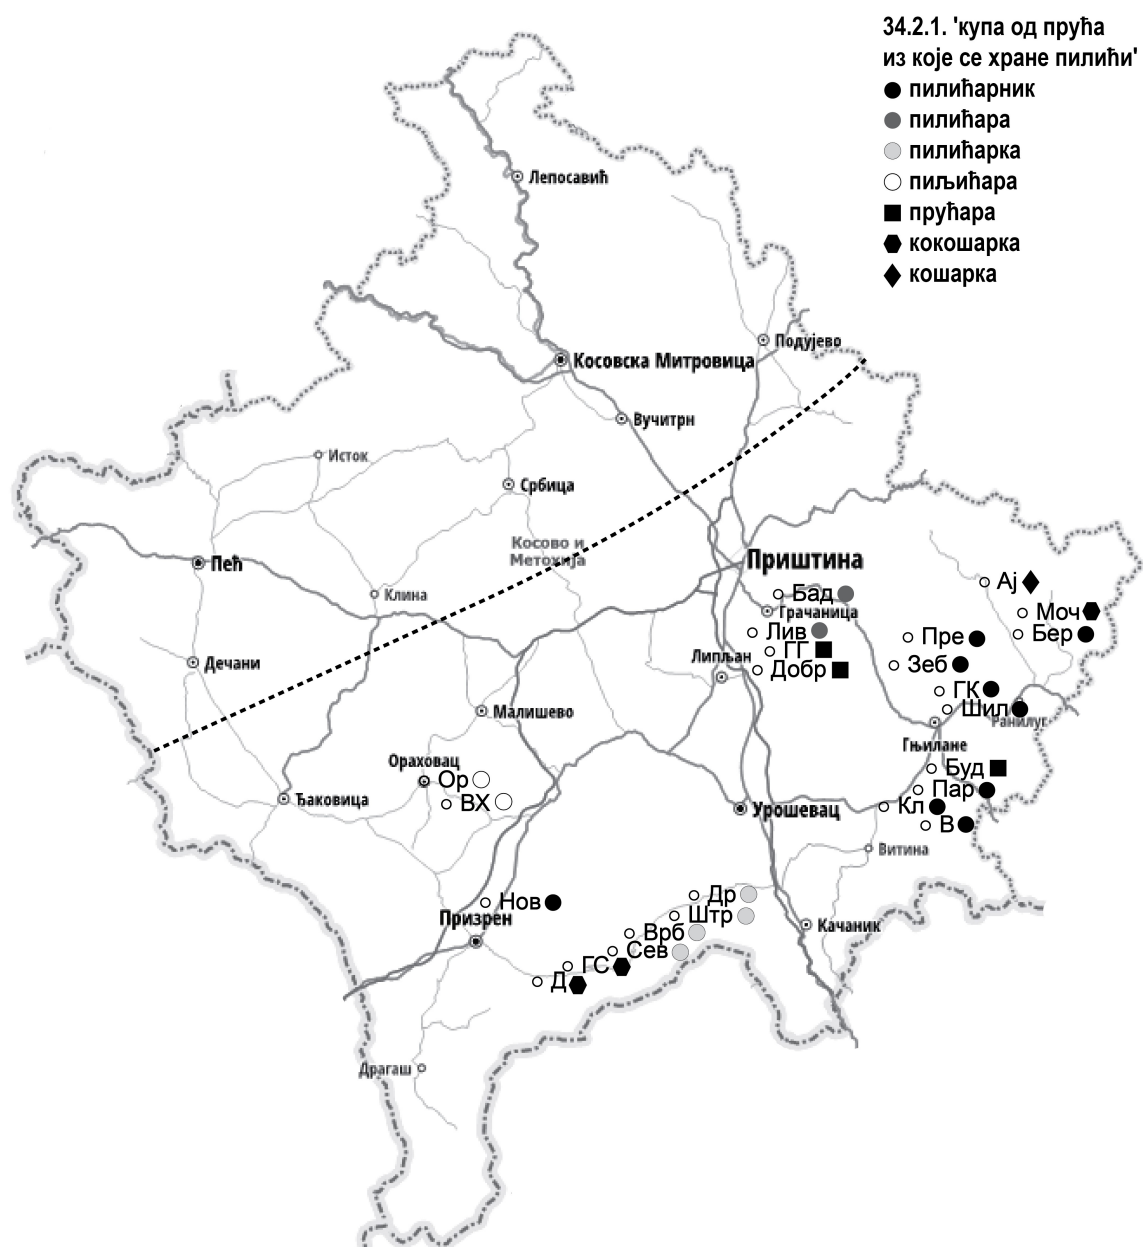 34.2.1. 'купа од прућа
из које се хране пилићи'
пилићарник
пилићара
пилићарка
пиљићара
прућара
кокошарка
кошарка
Лепосавић
Подујево
Косовска Митровица
Вучитрн
Исток
Србица
Косово и
Метохија
Приштина
Пећ
Ај
Клина
Бад
Моч
Грачаница
Лив
Пре
Бер
ГГ
Липљан
Дечани
Зеб
Добр
ГК
Малишево
Шил
Ранилуг
Гњилане
Ораховац
Ор
Буд
Ђаковица
ВХ
Пар
Урошевац
Кл
В
Витина
Др
Нов
Штр
Призрен
Качаник
Врб
Сев
ГС
Д
Драгаш